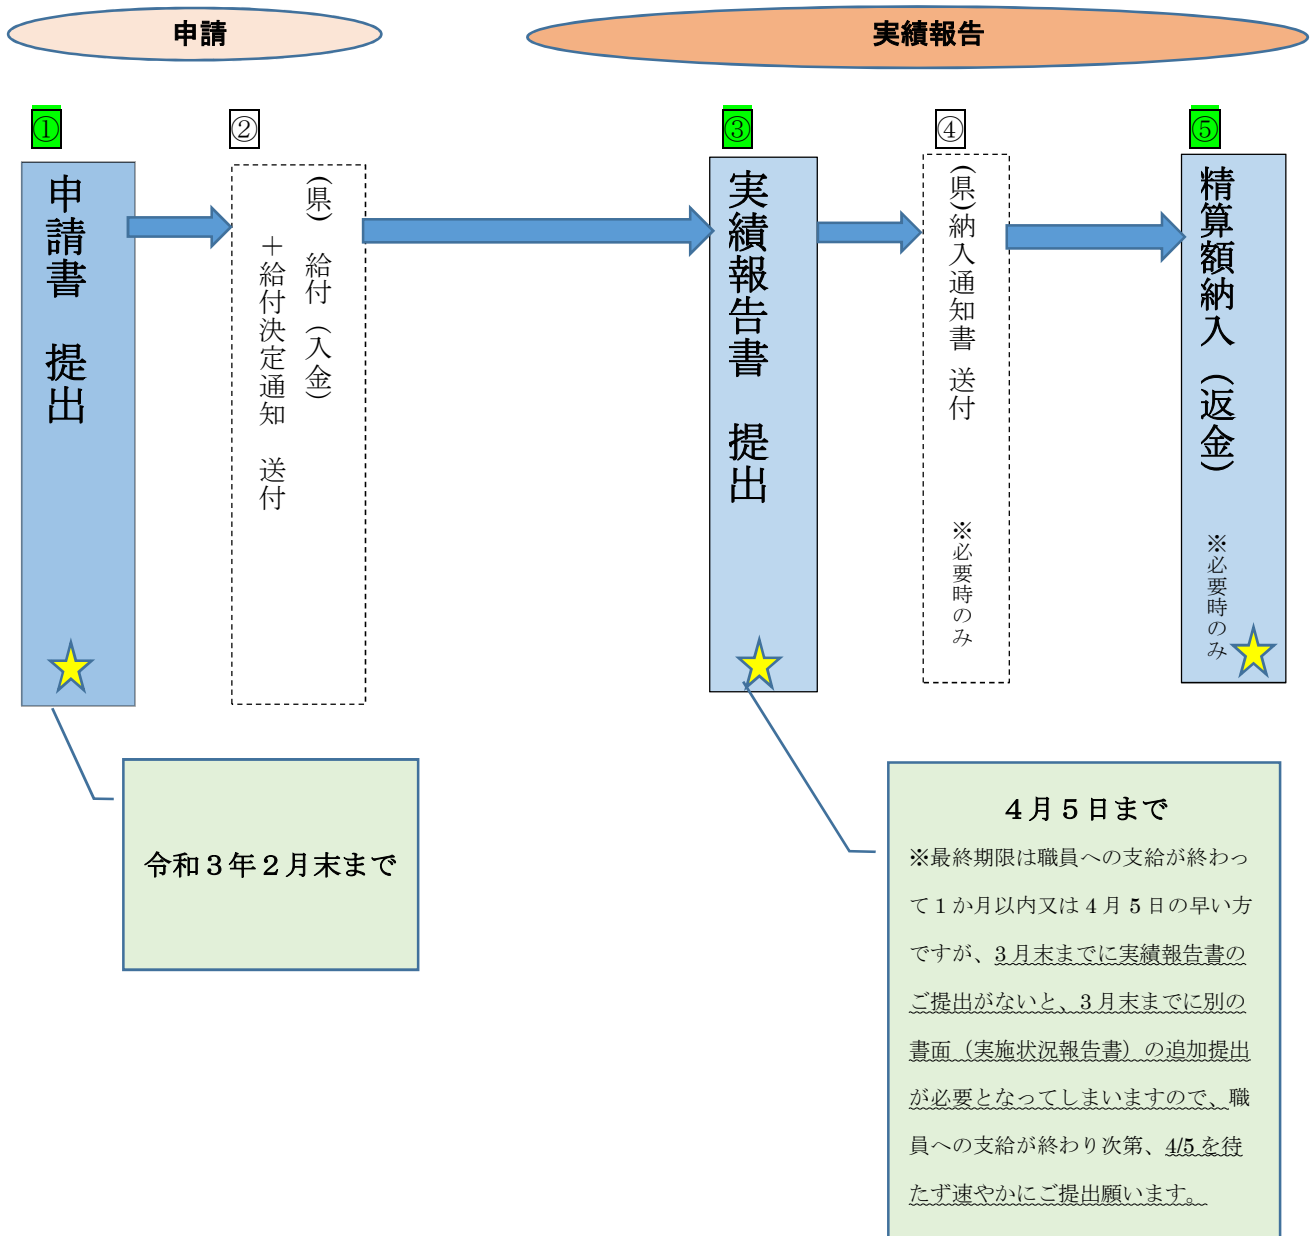 申請
実績報告
①
②
③
④
⑤
申請書　提出
(県)　給付（入金）
＋給付決定通知　送付
実績報告書　提出
(県)納入通知書 送付　※必要時のみ
精算額納入（返金）　※必要時のみ
令和３年２月末まで
４月５日まで
※最終期限は職員への支給が終わっ
て１か月以内又は 4 月 5 日の早い方
ですが、3 月末までに実績報告書の
ご提出がないと、3 月末までに別の
書面（実施状況報告書）の追加提出
が必要となってしまいますので、職
員への支給が終わり次第、4/5 を待
たず速やかにご提出願います。